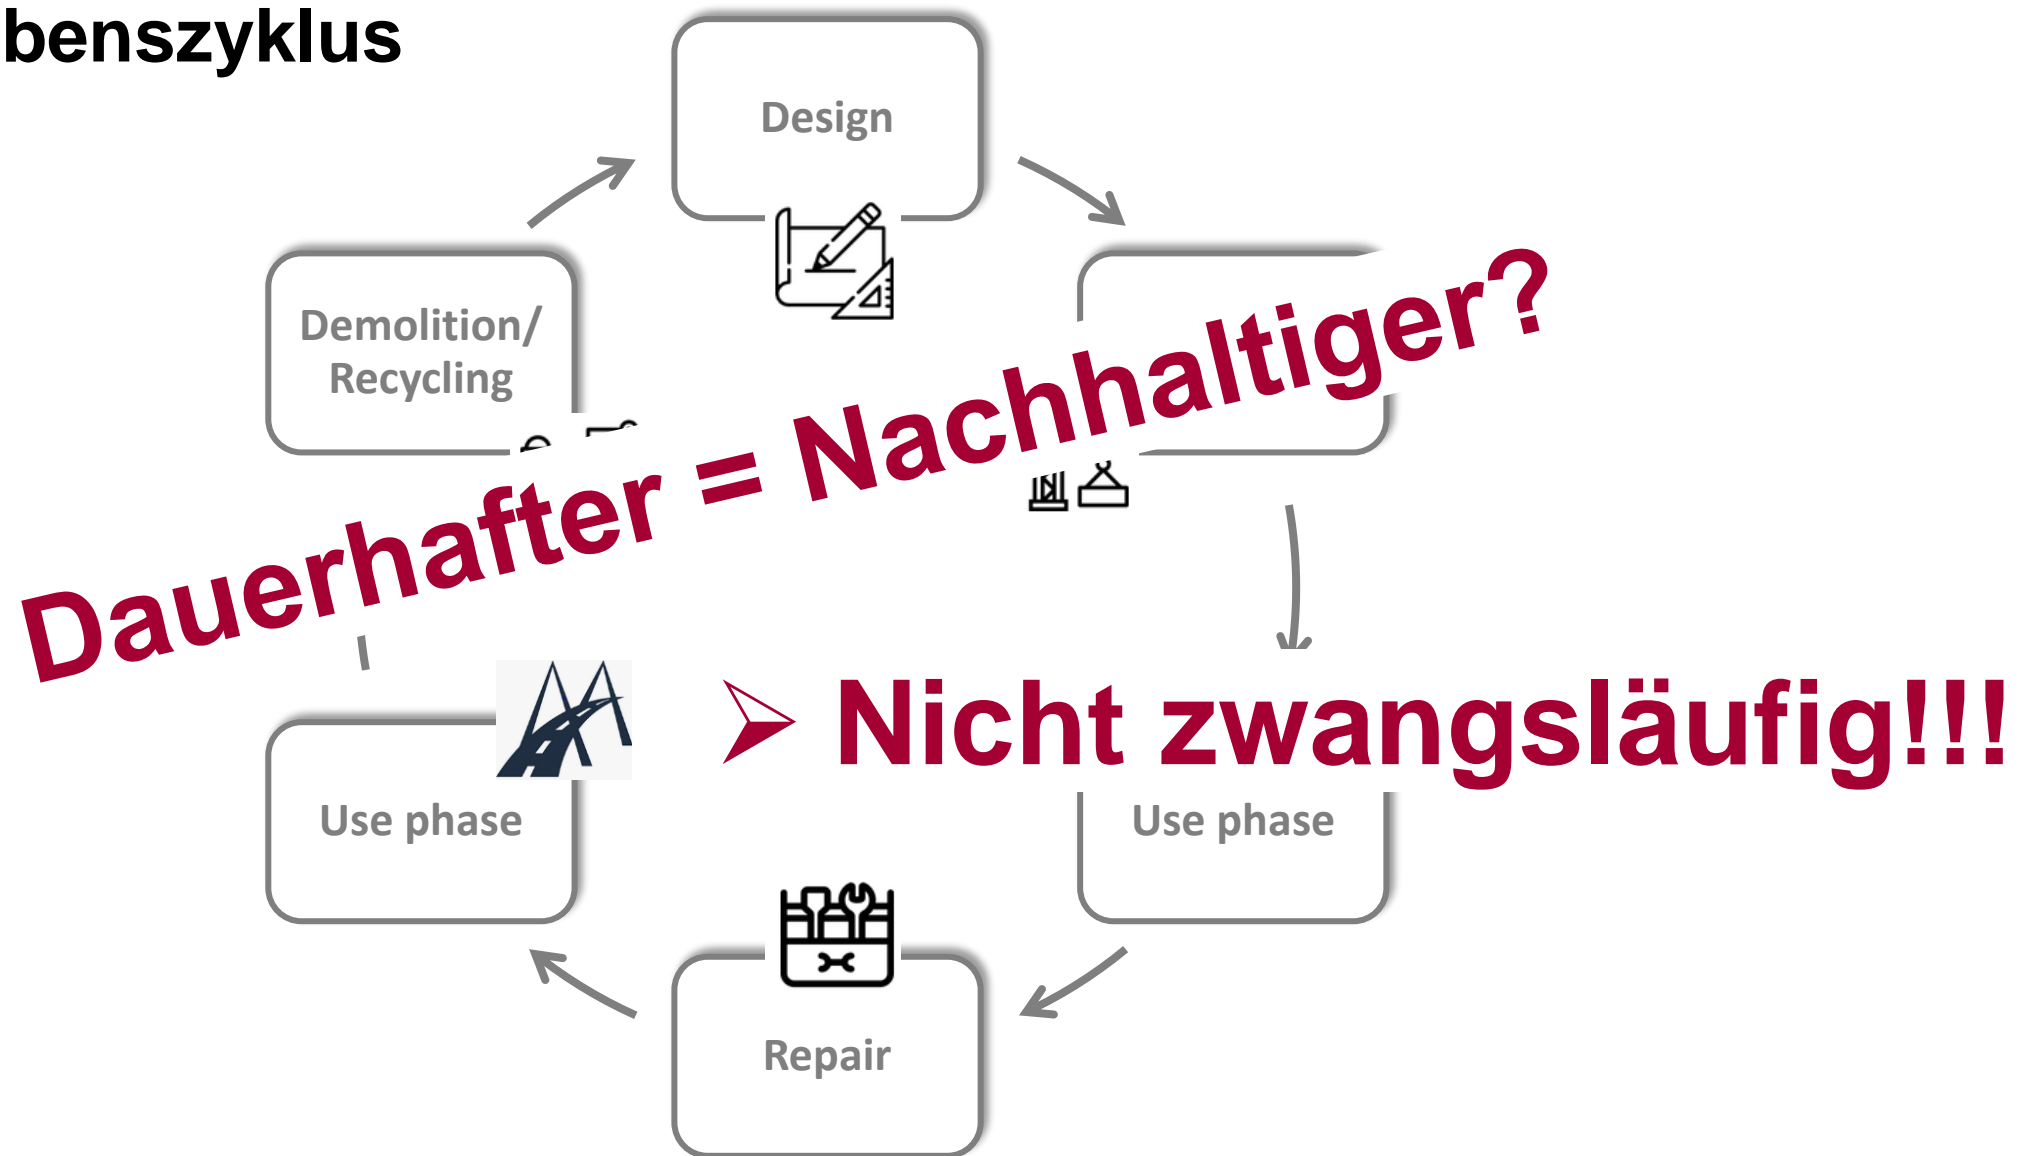 benszyklus
Design
Demolition/
Recycling
Dauerhafter = Nachhaltiger?
➢ Nicht zwangsläufig!!!
Use phase
Use phase
Repair